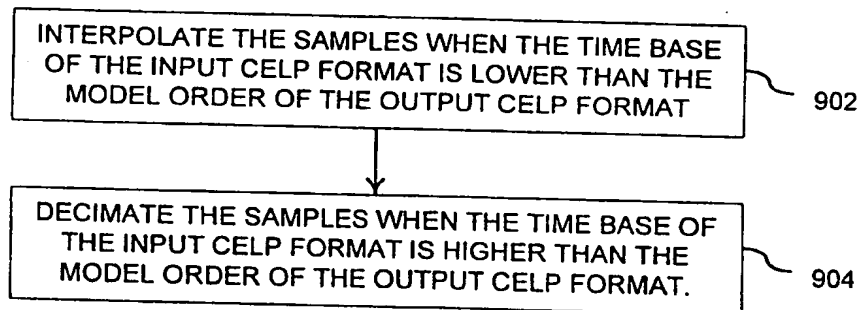 INTERPOLATE THE SAMPLES WHEN THE TIME BASE
OF THE INPUT CELP FORMAT IS LOWER THAN THE
MODEL ORDER OF THE OUTPUT CELP FORMAT
902
DECIMATE THE SAMPLES WHEN THE TIME BASE OF
THE INPUT CELP FORMAT IS HIGHER THAN THE
MODEL ORDER OF THE OUTPUT CELP FORMAT.
904